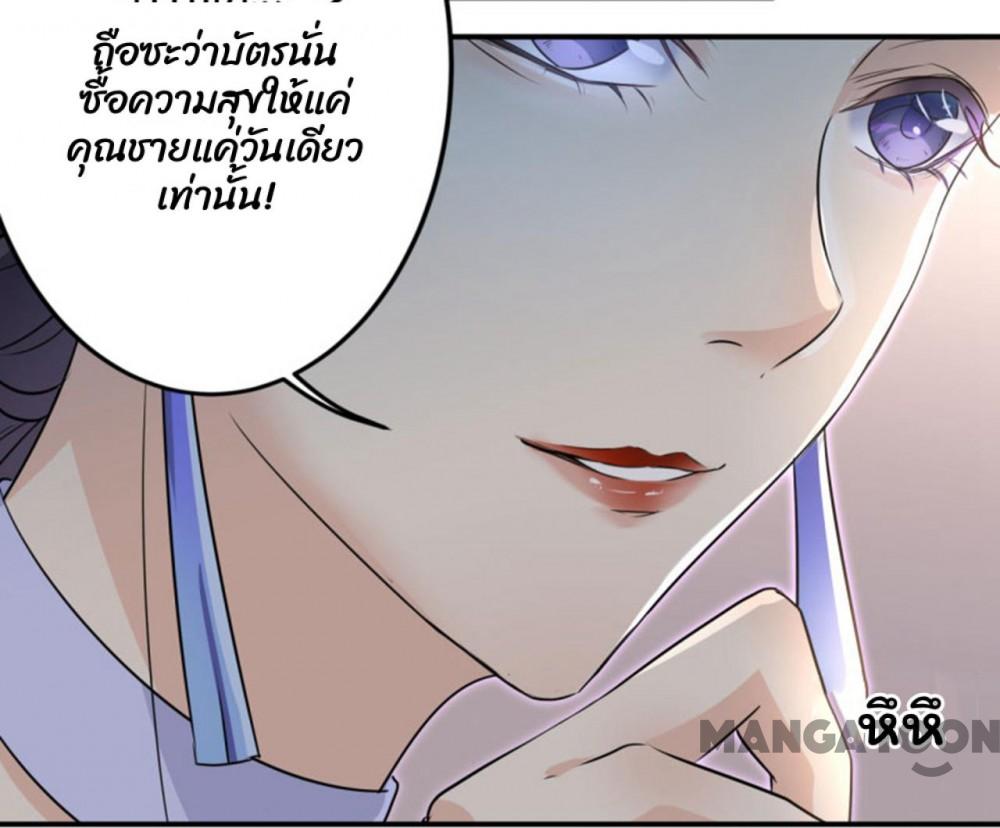 ถือซะว่าบัตรนั่น
ซื้อความสุขให้แค่
คุณชายแค่วันเดียว
เท่านั้น!
หึหึ
MANGATOON